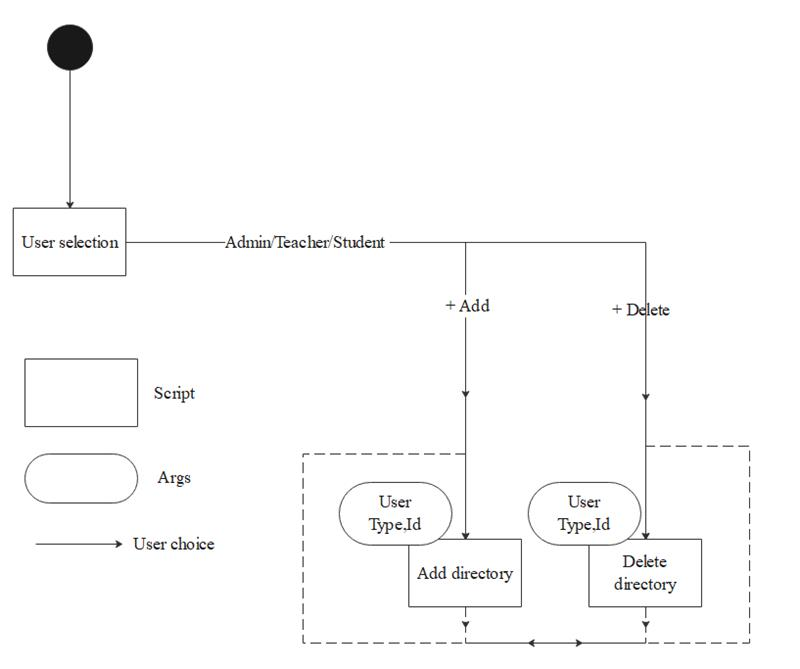 User selection
Admin/Teacher/Student
+ Add
+ Delete
Script
Args
User choice
User
Type,Id
User
Type,Id
Add directory
Delete
directory